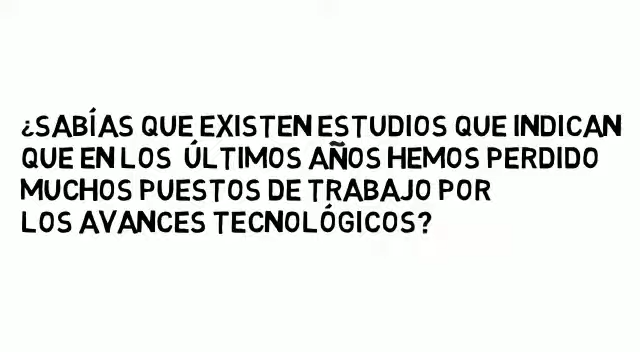 ¿SABÍAS QUE EXISTEN ESTUDIOS QUE INDICAN
QUE EN LOS ÚLTIMOS AÑOS HEMOS PERDIDO
MUCHOS PUESTOS DE TRABAJO POR
LOS AVANCES TECNOLÓGICOS?